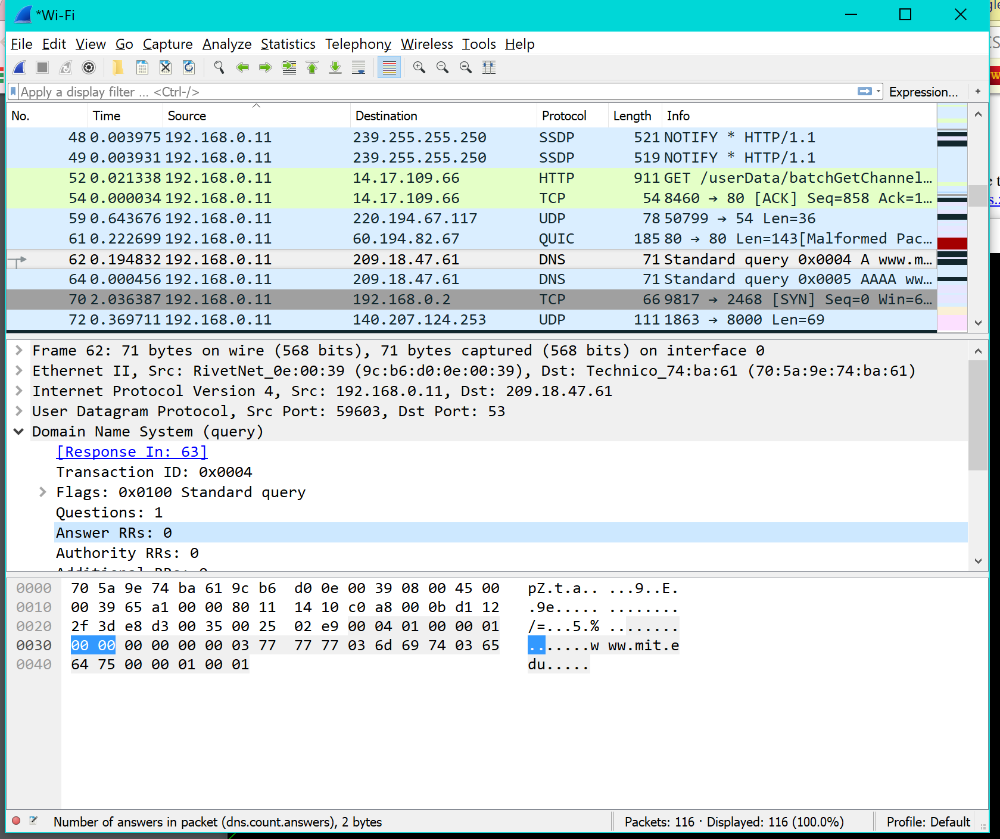 *Wi-Fi
File Edit View Go Capture Analyze Statistics Telephony Wireless Tools Help
Apply a display filter ... <Ctrl-/> Expression... +
No. Time Source Destination Protocol Length Info
48 0.003975 192.168.0.11 239.255.255.250 SSDP 521 NOTIFY * HTTP/1.1
49 0.003931 192.168.0.11 239.255.255.250 SSDP 519 NOTIFY * HTTP/1.1
52 0.021338 192.168.0.11 14.17.109.66 HTTP 911 GET /userData/batchGetChannel…
54 0.000034 192.168.0.11 14.17.109.66 TCP 54 8460 → 80 [ACK] Seq=858 Ack=1…
59 0.643676 192.168.0.11 220.194.67.117 UDP 78 50799 → 54 Len=36
61 0.222699 192.168.0.11 60.194.82.67 QUIC 185 80 → 80 Len=143[Malformed Pac…
62 0.194832 192.168.0.11 209.18.47.61 DNS 71 Standard query 0x0004 A www.m…
64 0.000456 192.168.0.11 209.18.47.61 DNS 71 Standard query 0x0005 AAAA ww…
70 2.036387 192.168.0.11 192.168.0.2 TCP 66 9817 → 2468 [SYN] Seq=0 Win=6…
72 0.369711 192.168.0.11 140.207.124.253 UDP 111 1863 → 8000 Len=69
Frame 62: 71 bytes on wire (568 bits), 71 bytes captured (568 bits) on interface 0
Ethernet II, Src: RivetNet_0e:00:39 (9c:b6:d0:0e:00:39), Dst: Technico_74:ba:61 (70:5a:9e:74:ba:61)
Internet Protocol Version 4, Src: 192.168.0.11, Dst: 209.18.47.61
User Datagram Protocol, Src Port: 59603, Dst Port: 53
Domain Name System (query)
[Response In: 63]
Transaction ID: 0x0004
Flags: 0x0100 Standard query
Questions: 1
Answer RRs: 0
Authority RRs: 0
Additional RRs: 0
0000 70 5a 9e 74 ba 61 9c b6 d0 0e 00 39 08 00 45 00 pZ.t.a.. ...9..E.
0010 00 39 65 a1 00 00 80 11 14 10 c0 a8 00 0b d1 12 .9e..... ........
0020 2f 3d e8 d3 00 35 00 25 02 e9 00 04 01 00 00 01 /=...5.% ........
0030 00 00 00 00 00 00 03 77 77 77 03 6d 69 74 03 65 .......w ww.mit.e
0040 64 75 00 00 01 00 01 du.....
Number of answers in packet (dns.count.answers), 2 bytes Packets: 116 · Displayed: 116 (100.0%) Profile: Default